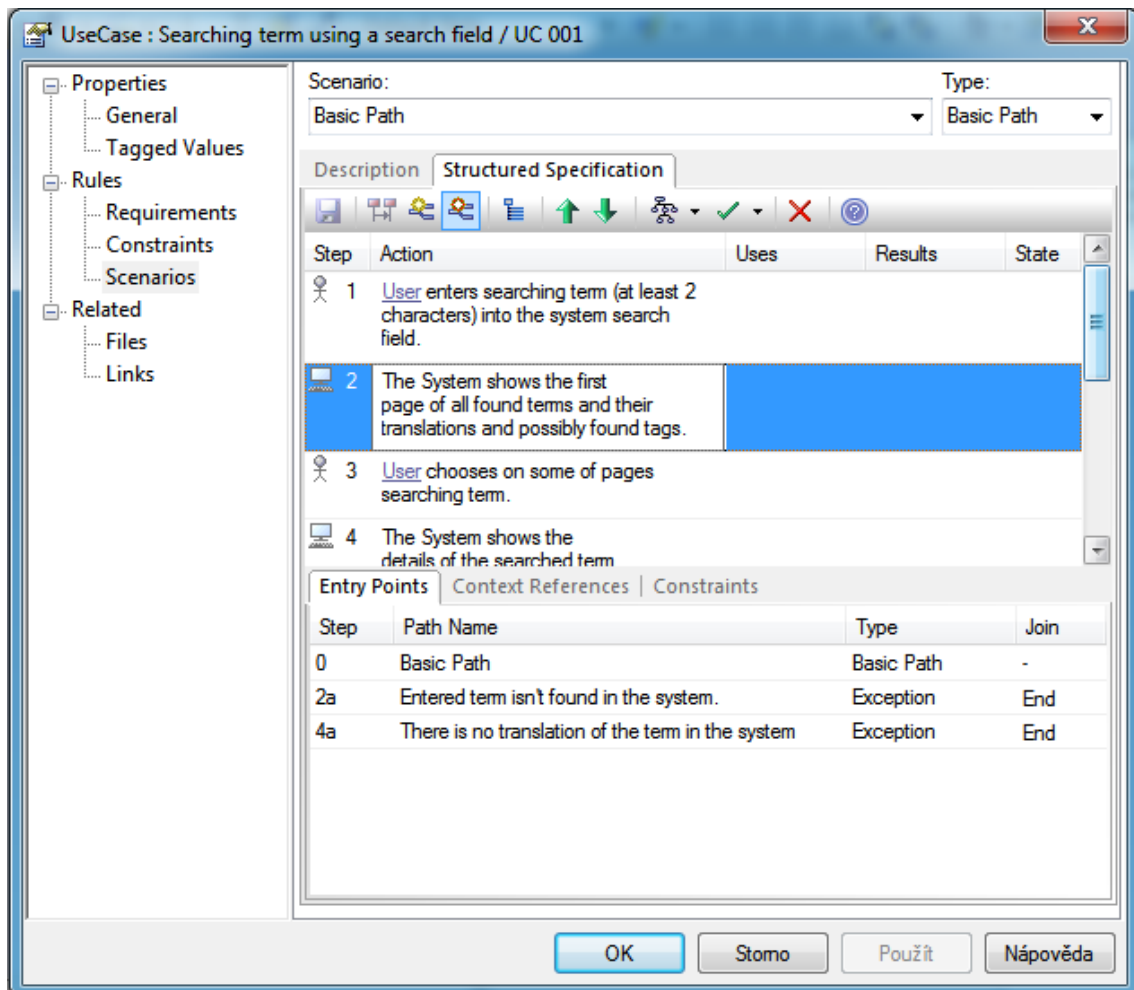 UseCase : Searching term using a search field / UC 001
Properties
General
Tagged Values
Rules
Requirements
Constraints
Scenarios
Related
Files
Links
Scenario: Type:
Basic Path Basic Path
Description Structured Specification
Step Action Uses Results State
1 User enters searching term (at least 2
characters) into the system search
field.
2 The System shows the first
page of all found terms and their
translations and possibly found tags.
3 User chooses on some of pages
searching term.
4 The System shows the
details of the searched term
Entry Points Context References | Constraints
Step Path Name Type Join
0 Basic Path Basic Path -
2a Entered term isn't found in the system. Exception End
4a There is no translation of the term in the system Exception End
OK Storno Použít Nápověda